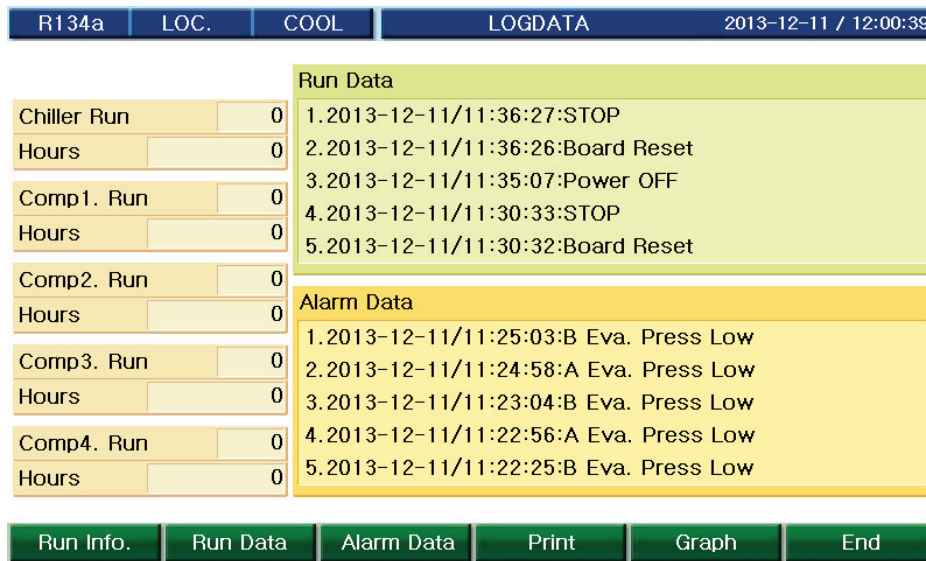 R134a LOC. COOL LOGDATA 2013-12-11 / 12:00:39
Chiller Run 0
Hours 0
Comp1. Run 0
Hours 0
Comp2. Run 0
Hours 0
Comp3. Run 0
Hours 0
Comp4. Run 0
Hours 0
Run Data
1.2013-12-11/11:36:27:STOP
2.2013-12-11/11:36:26:Board Reset
3.2013-12-11/11:35:07:Power OFF
4.2013-12-11/11:30:33:STOP
5.2013-12-11/11:30:32:Board Reset
Alarm Data
1.2013-12-11/11:25:03:B Eva. Press Low
2.2013-12-11/11:24:58:A Eva. Press Low
3.2013-12-11/11:23:04:B Eva. Press Low
4.2013-12-11/11:22:56:A Eva. Press Low
5.2013-12-11/11:22:25:B Eva. Press Low
Run Info. Run Data Alarm Data Print Graph End